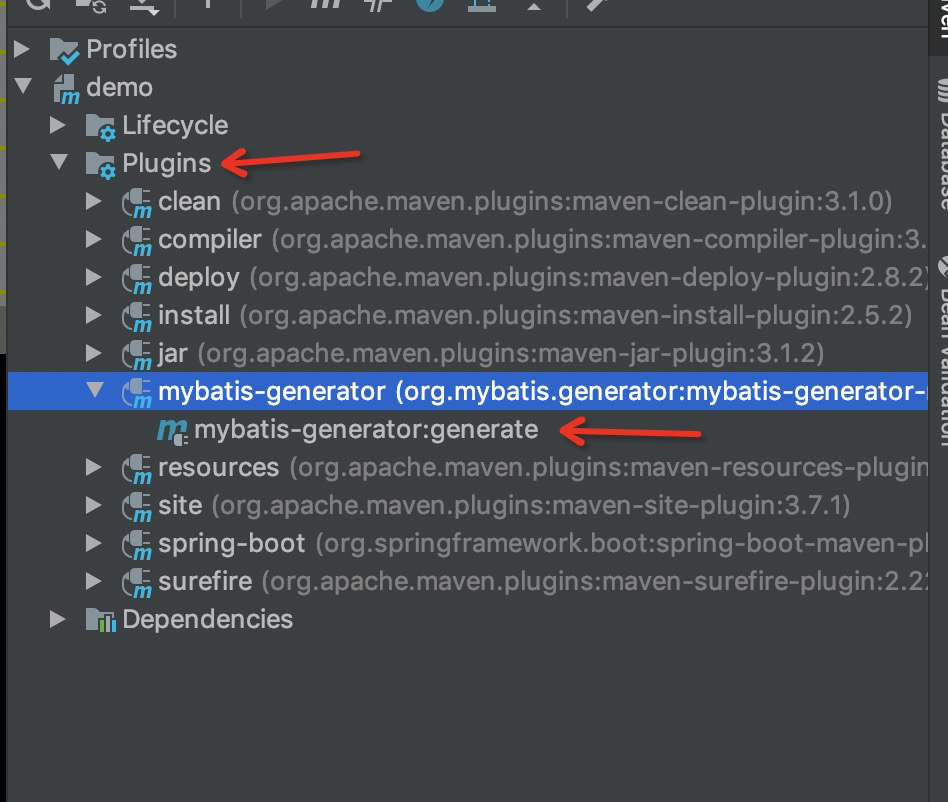 Profiles
demo
Lifecycle
Plugins
clean (org.apache.maven.plugins:maven-clean-plugin:3.1.0)
compiler (org.apache.maven.plugins:maven-compiler-plugin:3.
deploy (org.apache.maven.plugins:maven-deploy-plugin:2.8.2)
install (org.apache.maven.plugins:maven-install-plugin:2.5.2)
jar (org.apache.maven.plugins:maven-jar-plugin:3.1.2)
mybatis-generator (org.mybatis.generator:mybatis-generator-
mybatis-generator:generate
resources (org.apache.maven.plugins:maven-resources-plugin
site (org.apache.maven.plugins:maven-site-plugin:3.7.1)
spring-boot (org.springframework.boot:spring-boot-maven-pl
surefire (org.apache.maven.plugins:maven-surefire-plugin:2.22
Dependencies
Database